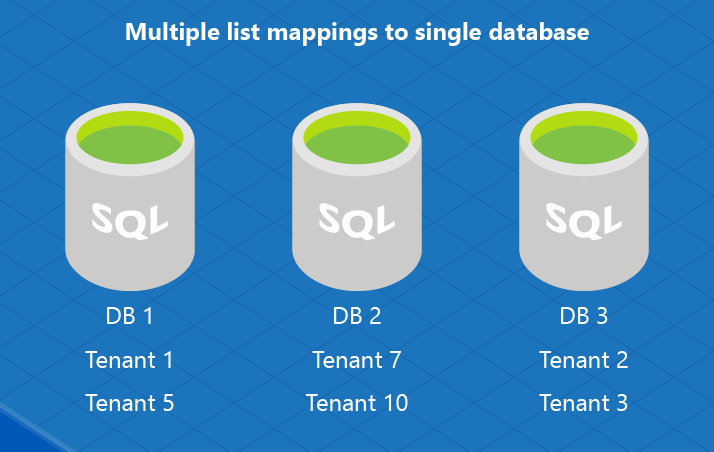 Multiple list mappings to single database
SQL SQL SQL
DB 1 DB 2 DB 3
Tenant 1 Tenant 7 Tenant 2
Tenant 5 Tenant 10 Tenant 3